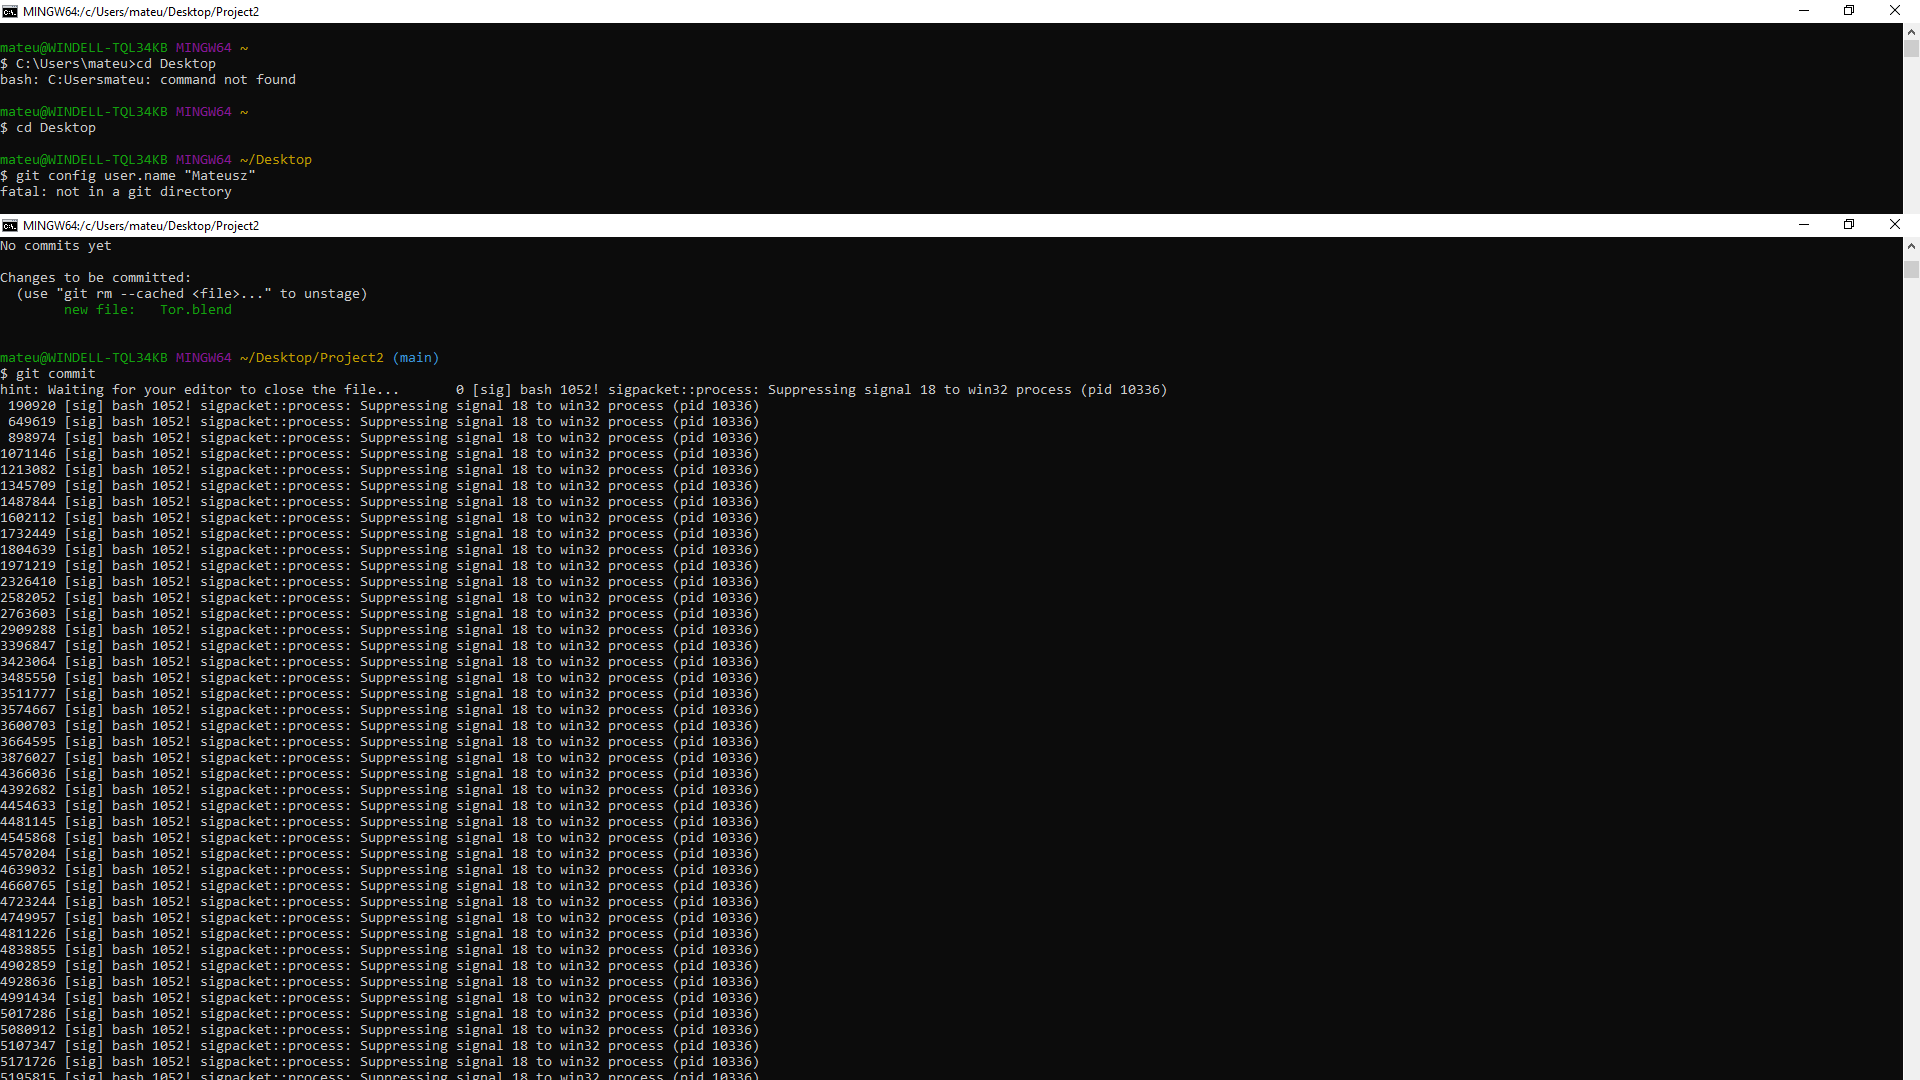 MINGW64:/c/Users/mateu/Desktop/Project2
mateu@WINDELL-TQL34KB MINGW64 ~
$ C:\Users\mateu>cd Desktop
bash: C:Usersmateu: command not found
mateu@WINDELL-TQL34KB MINGW64 ~
$ cd Desktop
mateu@WINDELL-TQL34KB MINGW64 ~/Desktop
$ git config user.name "Mateusz"
fatal: not in a git directory
MINGW64:/c/Users/mateu/Desktop/Project2
No commits yet
Changes to be committed:
  (use "git rm --cached <file>..." to unstage)
        new file:   Tor.blend
mateu@WINDELL-TQL34KB MINGW64 ~/Desktop/Project2 (main)
$ git commit
hint: Waiting for your editor to close the file...       0 [sig] bash 1052! sigpacket::process: Suppressing signal 18 to win32 process (pid 10336)
 190920 [sig] bash 1052! sigpacket::process: Suppressing signal 18 to win32 process (pid 10336)
 649619 [sig] bash 1052! sigpacket::process: Suppressing signal 18 to win32 process (pid 10336)
 898974 [sig] bash 1052! sigpacket::process: Suppressing signal 18 to win32 process (pid 10336)
1071146 [sig] bash 1052! sigpacket::process: Suppressing signal 18 to win32 process (pid 10336)
1213082 [sig] bash 1052! sigpacket::process: Suppressing signal 18 to win32 process (pid 10336)
1345709 [sig] bash 1052! sigpacket::process: Suppressing signal 18 to win32 process (pid 10336)
1487844 [sig] bash 1052! sigpacket::process: Suppressing signal 18 to win32 process (pid 10336)
1602112 [sig] bash 1052! sigpacket::process: Suppressing signal 18 to win32 process (pid 10336)
1732449 [sig] bash 1052! sigpacket::process: Suppressing signal 18 to win32 process (pid 10336)
1804639 [sig] bash 1052! sigpacket::process: Suppressing signal 18 to win32 process (pid 10336)
1971219 [sig] bash 1052! sigpacket::process: Suppressing signal 18 to win32 process (pid 10336)
2326410 [sig] bash 1052! sigpacket::process: Suppressing signal 18 to win32 process (pid 10336)
2582052 [sig] bash 1052! sigpacket::process: Suppressing signal 18 to win32 process (pid 10336)
2763603 [sig] bash 1052! sigpacket::process: Suppressing signal 18 to win32 process (pid 10336)
2909288 [sig] bash 1052! sigpacket::process: Suppressing signal 18 to win32 process (pid 10336)
3396847 [sig] bash 1052! sigpacket::process: Suppressing signal 18 to win32 process (pid 10336)
3423064 [sig] bash 1052! sigpacket::process: Suppressing signal 18 to win32 process (pid 10336)
3485550 [sig] bash 1052! sigpacket::process: Suppressing signal 18 to win32 process (pid 10336)
3511777 [sig] bash 1052! sigpacket::process: Suppressing signal 18 to win32 process (pid 10336)
3574667 [sig] bash 1052! sigpacket::process: Suppressing signal 18 to win32 process (pid 10336)
3600703 [sig] bash 1052! sigpacket::process: Suppressing signal 18 to win32 process (pid 10336)
3664595 [sig] bash 1052! sigpacket::process: Suppressing signal 18 to win32 process (pid 10336)
3876027 [sig] bash 1052! sigpacket::process: Suppressing signal 18 to win32 process (pid 10336)
4366036 [sig] bash 1052! sigpacket::process: Suppressing signal 18 to win32 process (pid 10336)
4392682 [sig] bash 1052! sigpacket::process: Suppressing signal 18 to win32 process (pid 10336)
4454633 [sig] bash 1052! sigpacket::process: Suppressing signal 18 to win32 process (pid 10336)
4481145 [sig] bash 1052! sigpacket::process: Suppressing signal 18 to win32 process (pid 10336)
4545868 [sig] bash 1052! sigpacket::process: Suppressing signal 18 to win32 process (pid 10336)
4570204 [sig] bash 1052! sigpacket::process: Suppressing signal 18 to win32 process (pid 10336)
4639032 [sig] bash 1052! sigpacket::process: Suppressing signal 18 to win32 process (pid 10336)
4660765 [sig] bash 1052! sigpacket::process: Suppressing signal 18 to win32 process (pid 10336)
4723244 [sig] bash 1052! sigpacket::process: Suppressing signal 18 to win32 process (pid 10336)
4749957 [sig] bash 1052! sigpacket::process: Suppressing signal 18 to win32 process (pid 10336)
4811226 [sig] bash 1052! sigpacket::process: Suppressing signal 18 to win32 process (pid 10336)
4838855 [sig] bash 1052! sigpacket::process: Suppressing signal 18 to win32 process (pid 10336)
4902859 [sig] bash 1052! sigpacket::process: Suppressing signal 18 to win32 process (pid 10336)
4928636 [sig] bash 1052! sigpacket::process: Suppressing signal 18 to win32 process (pid 10336)
4991434 [sig] bash 1052! sigpacket::process: Suppressing signal 18 to win32 process (pid 10336)
5017286 [sig] bash 1052! sigpacket::process: Suppressing signal 18 to win32 process (pid 10336)
5080912 [sig] bash 1052! sigpacket::process: Suppressing signal 18 to win32 process (pid 10336)
5107347 [sig] bash 1052! sigpacket::process: Suppressing signal 18 to win32 process (pid 10336)
5171726 [sig] bash 1052! sigpacket::process: Suppressing signal 18 to win32 process (pid 10336)
5195815 [sig] bash 1052! sigpacket::process: Suppressing signal 18 to win32 process (pid 10336)